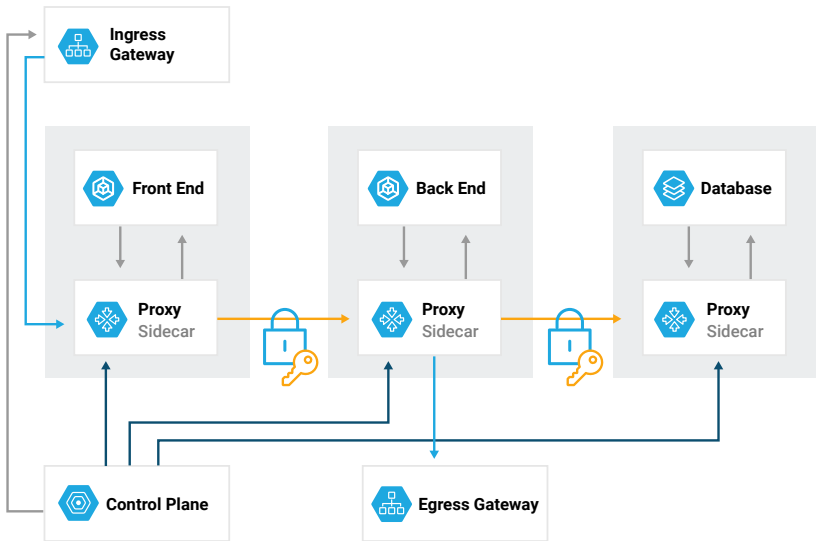 Ingress
Gateway
Front End
Back End
Database
Proxy
Sidecar
Proxy
Sidecar
Proxy
Sidecar
Control Plane
Egress Gateway